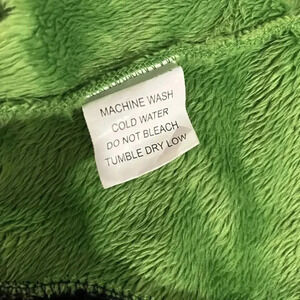 MACHINE WASH
COLD WATER
DO NOT BLEACH
TUMBLE DRY LOW